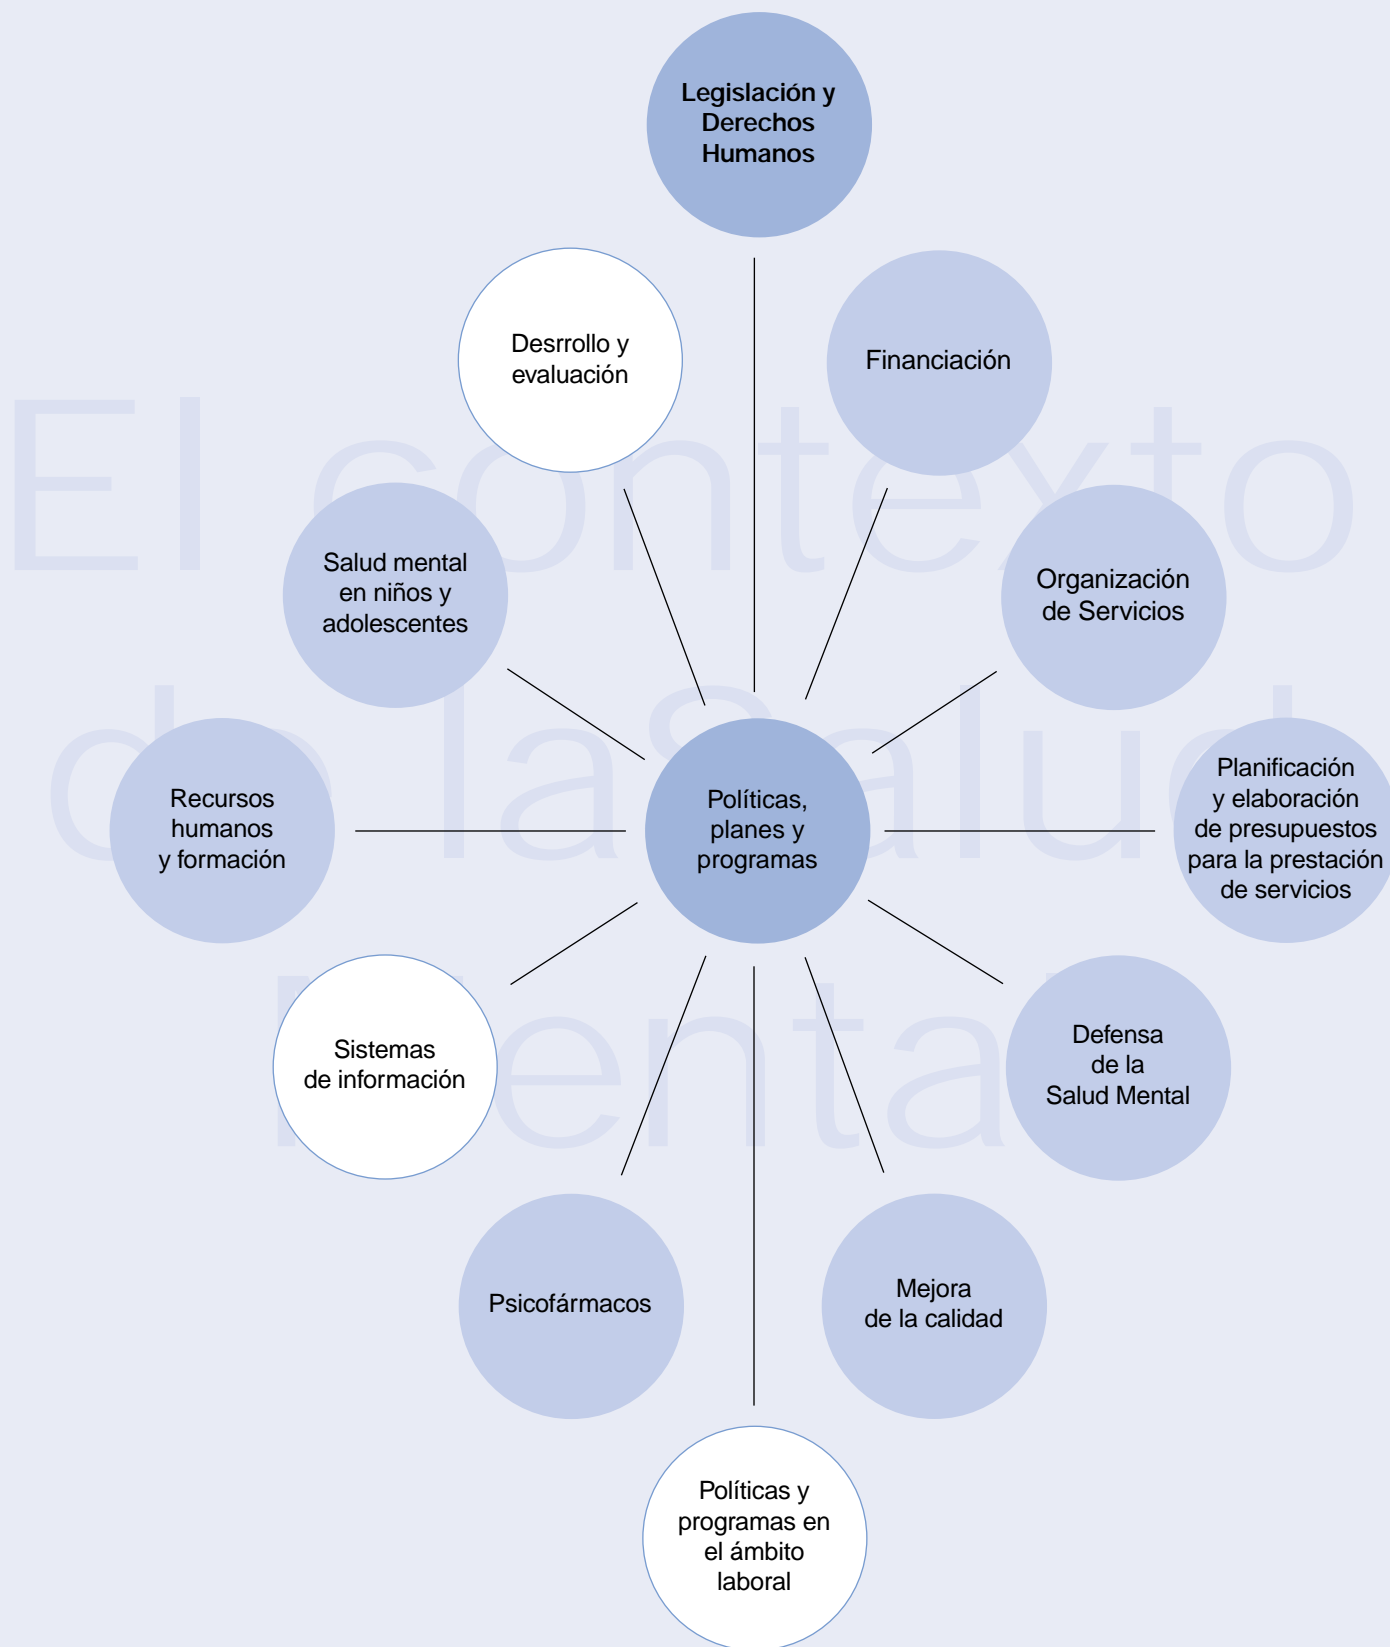 Legislación y
Derechos
Humanos
Desrrollo y
evaluación
Financiación
El contexto
Salud mental
en niños y
adolescentes
Organización
de Servicios
de la Salud
Recursos
humanos
y formación
Políticas,
planes y
programas
Planificación
y elaboración
de presupuestos
para la prestación
de servicios
Mental
Sistemas
de información
Defensa
de la
Salud Mental
Psicofármacos
Mejora
de la calidad
Políticas y
programas en
el ámbito
laboral